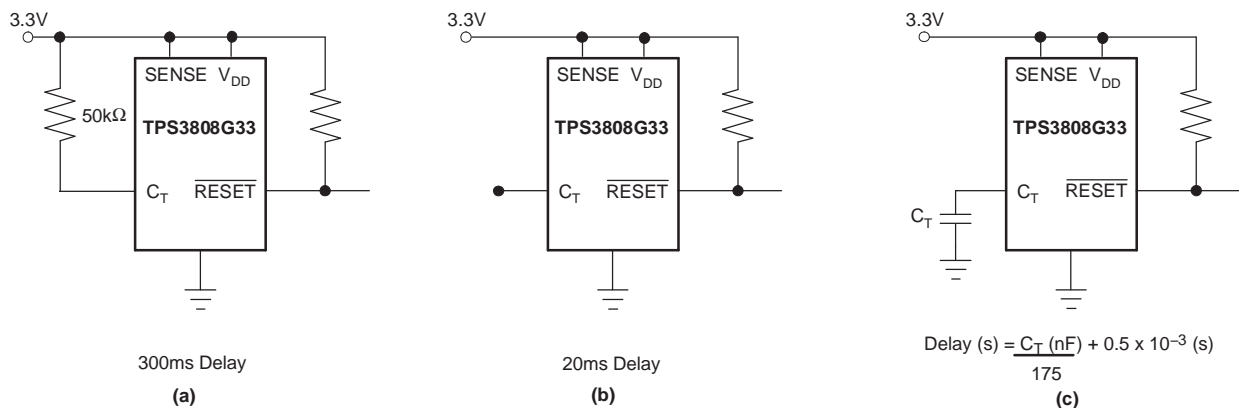 3.3V
SENSE V_DD
50kΩ
TPS3808G33
C_T RESET
300ms Delay
(a)
3.3V
SENSE V_DD
TPS3808G33
C_T RESET
20ms Delay
(b)
3.3V
SENSE V_DD
TPS3808G33
C_T RESET
C_T
Delay (s) = C_T (nF) + 0.5 x 10⁻³ (s)
175
(c)